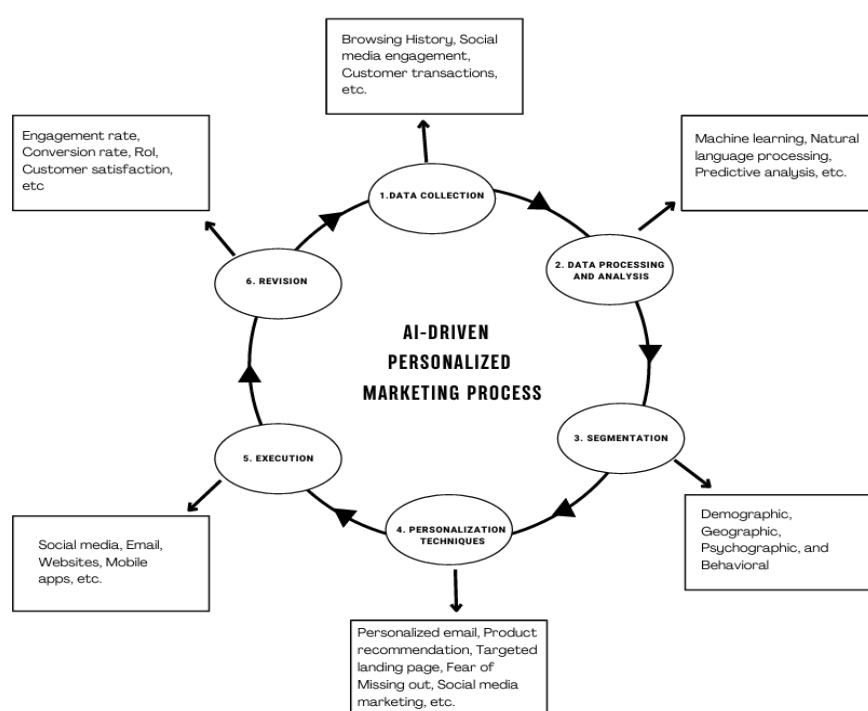 Browsing History, Social
media engagement,
Customer transactions,
etc.
Engagement rate,
Conversion rate, RoI,
Customer satisfaction,
etc
Machine learning, Natural
language processing,
Predictive analysis, etc.
1.DATA COLLECTION
2. DATA PROCESSING
AND ANALYSIS
6. REVISION
AI-DRIVEN
PERSONALIZED
MARKETING PROCESS
3. SEGMENTATION
5. EXECUTION
4. PERSONALIZATION
TECHNIQUES
Demographic,
Geographic,
Psychographic, and
Behavioral
Social media, Email,
Websites, Mobile
apps, etc.
Personalized email, Product
recommendation, Targeted
landing page, Fear of
Missing out, Social media
marketing, etc.